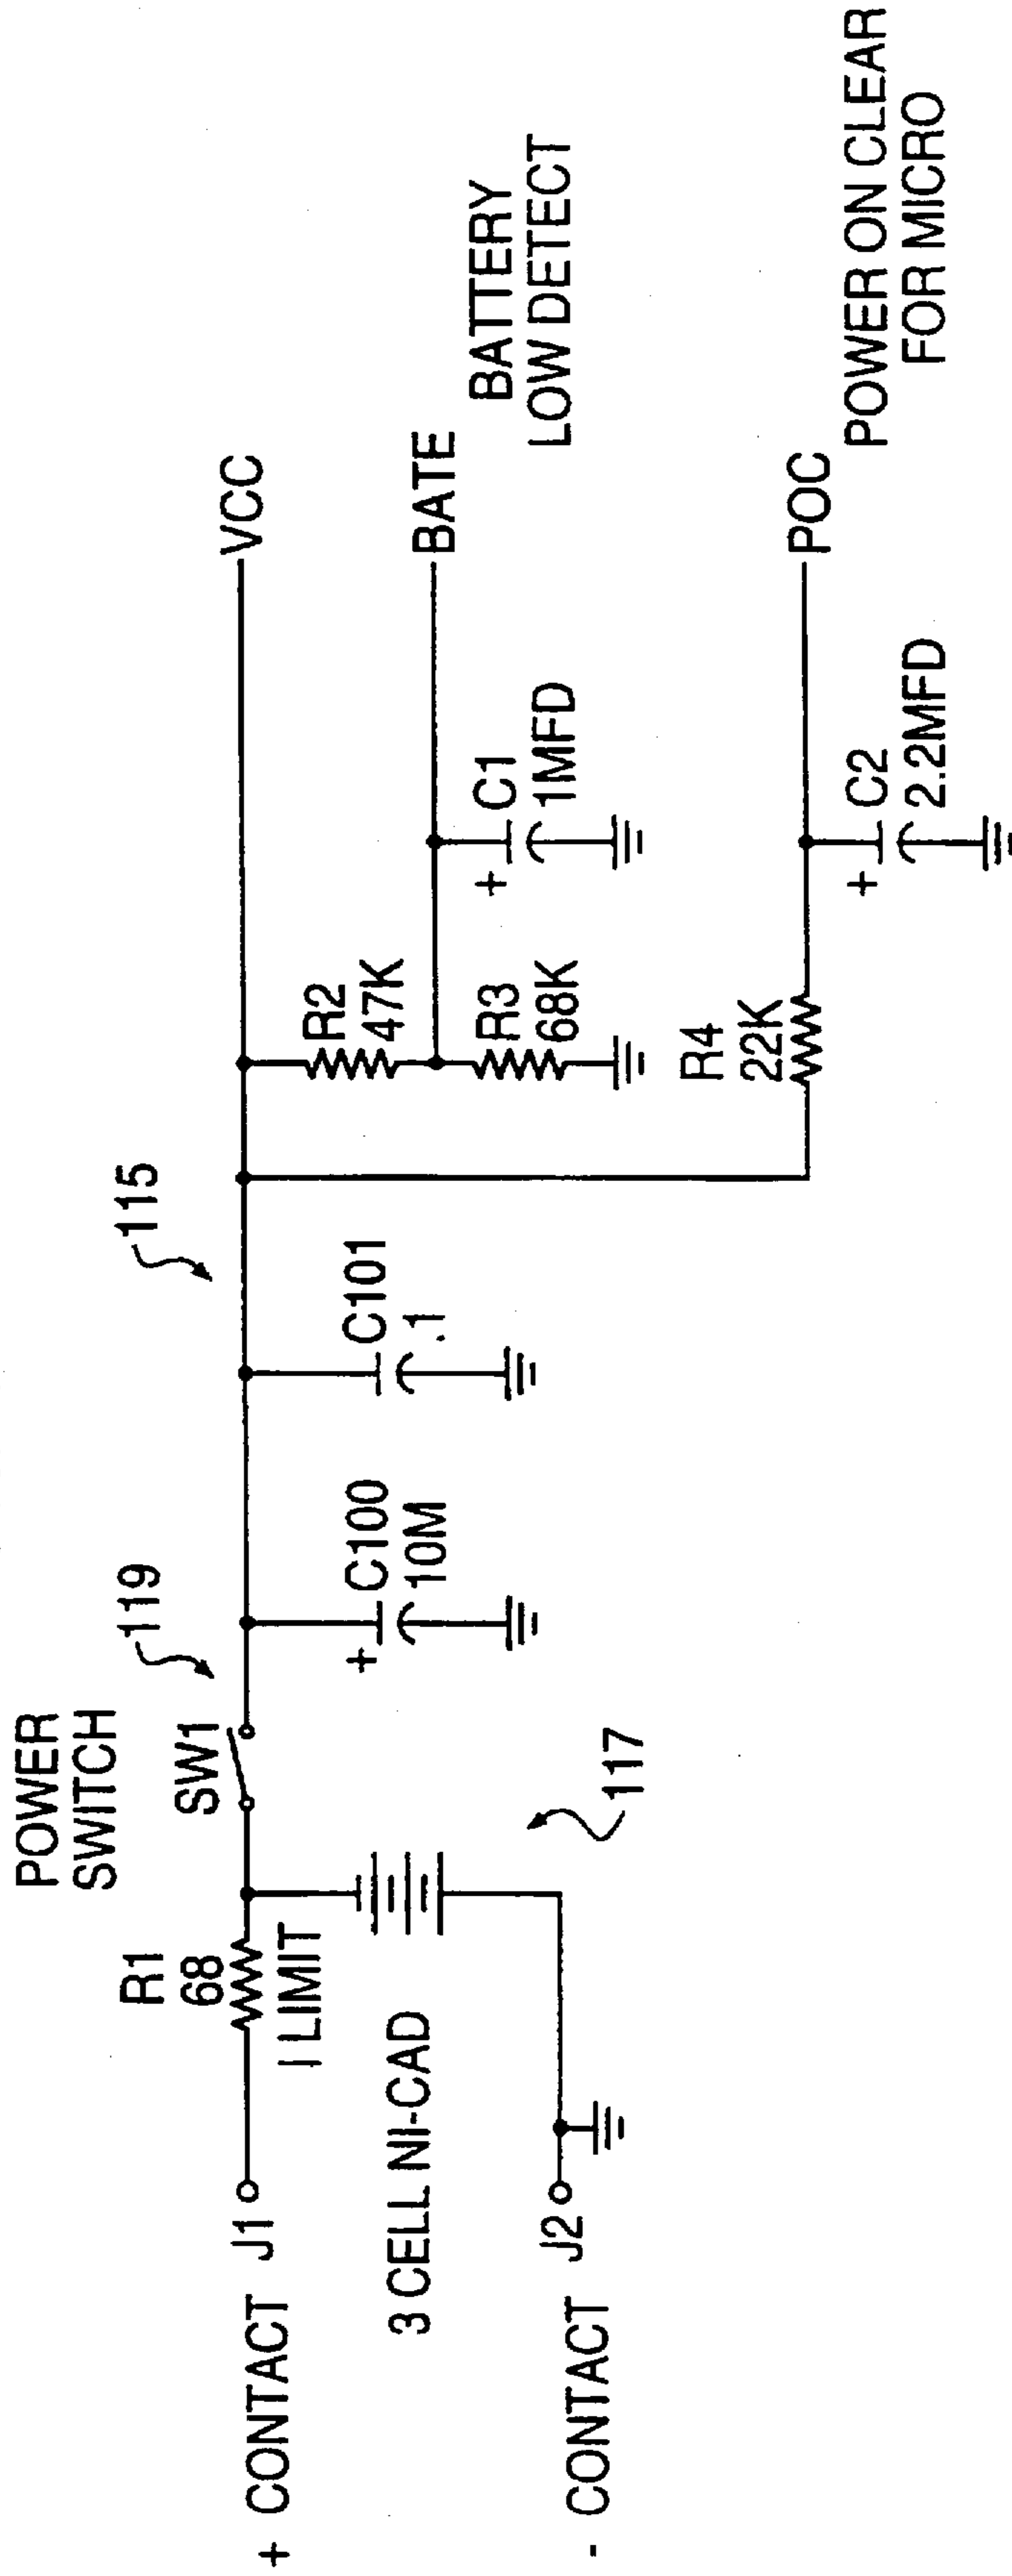 POWER
SWITCH
SW1
119
115
R1
68
I LIMIT
+ CONTACT J1
3 CELL NI-CAD
- CONTACT J2
117
+
C100
10M
C101
.1
VCC
R2
47K
BATE
BATTERY
LOW DETECT
R3
68K
+
C1
1MFD
R4
22K
POC
POWER ON CLEAR
FOR MICRO
+
C2
2.2MFD